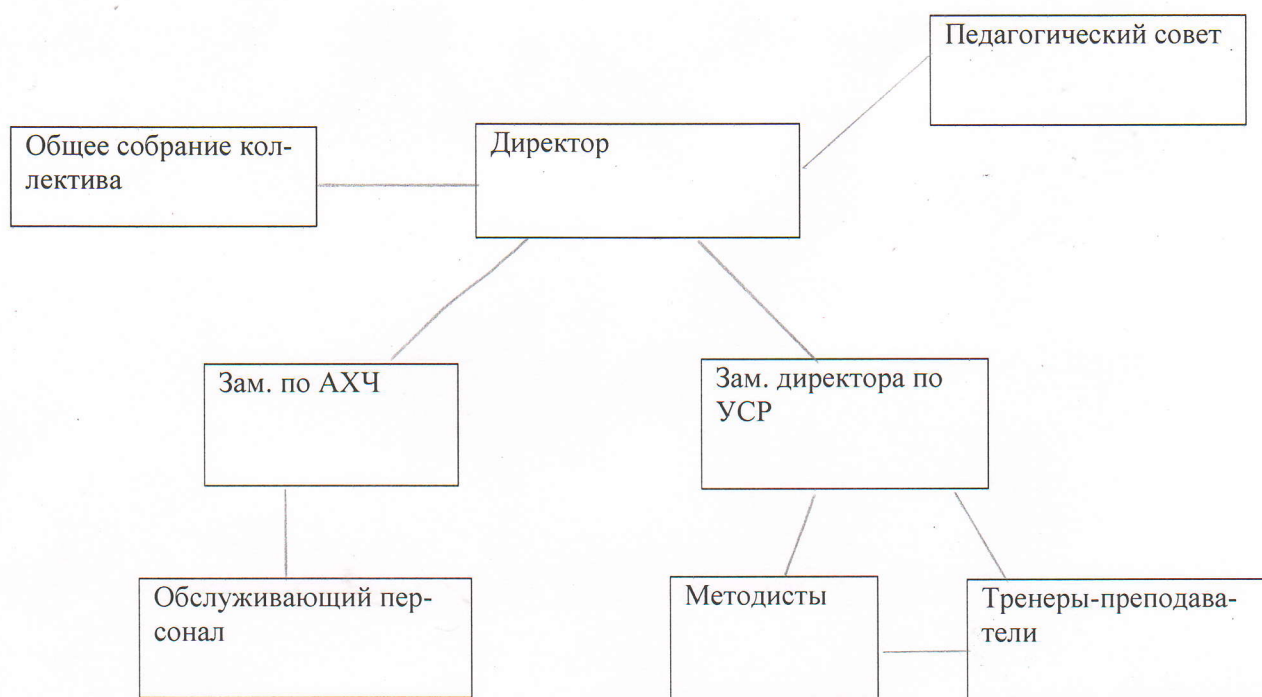 Педагогический совет
Общее собрание кол-
лектива
Директор
Зам. по АХЧ
Зам. директора по
УСР
Обслуживающий пер-
сонал
Методисты
Тренеры-преподава-
тели